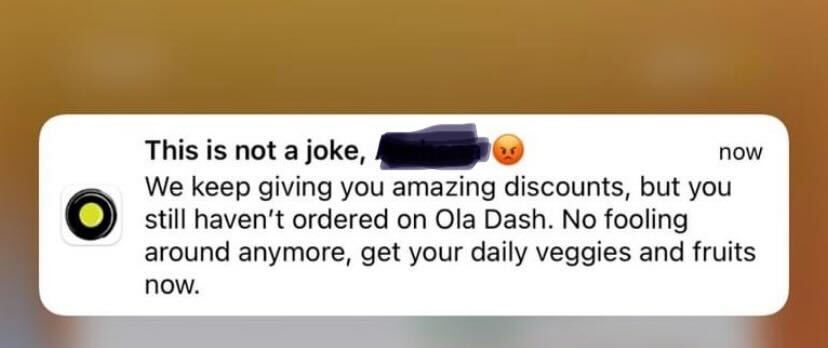 This is not a joke, 😡
now
We keep giving you amazing discounts, but you
still haven’t ordered on Ola Dash. No fooling
around anymore, get your daily veggies and fruits
now.